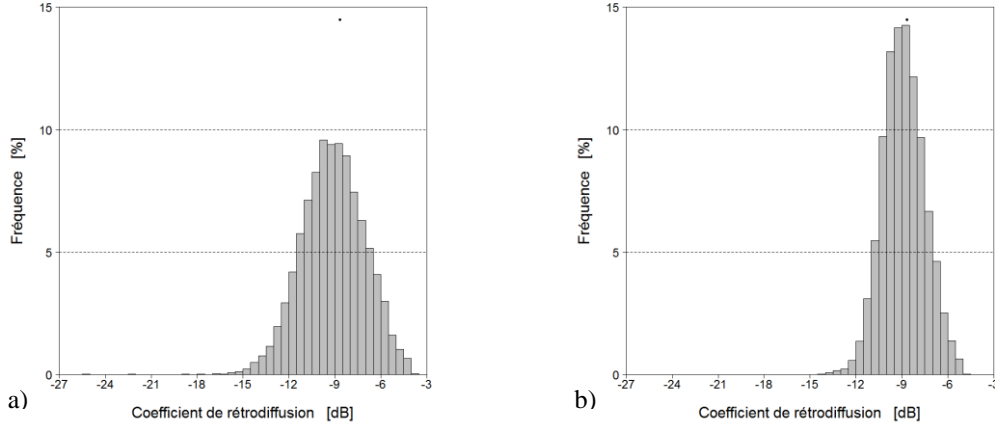 15
10
5
0
Fréquence [%]
-27 -24 -21 -18 -15 -12 -9 -6 -3
a) Coefficient de rétrodiffusion [dB]
15
10
5
0
Fréquence [%]
-27 -24 -21 -18 -15 -12 -9 -6 -3
b) Coefficient de rétrodiffusion [dB]